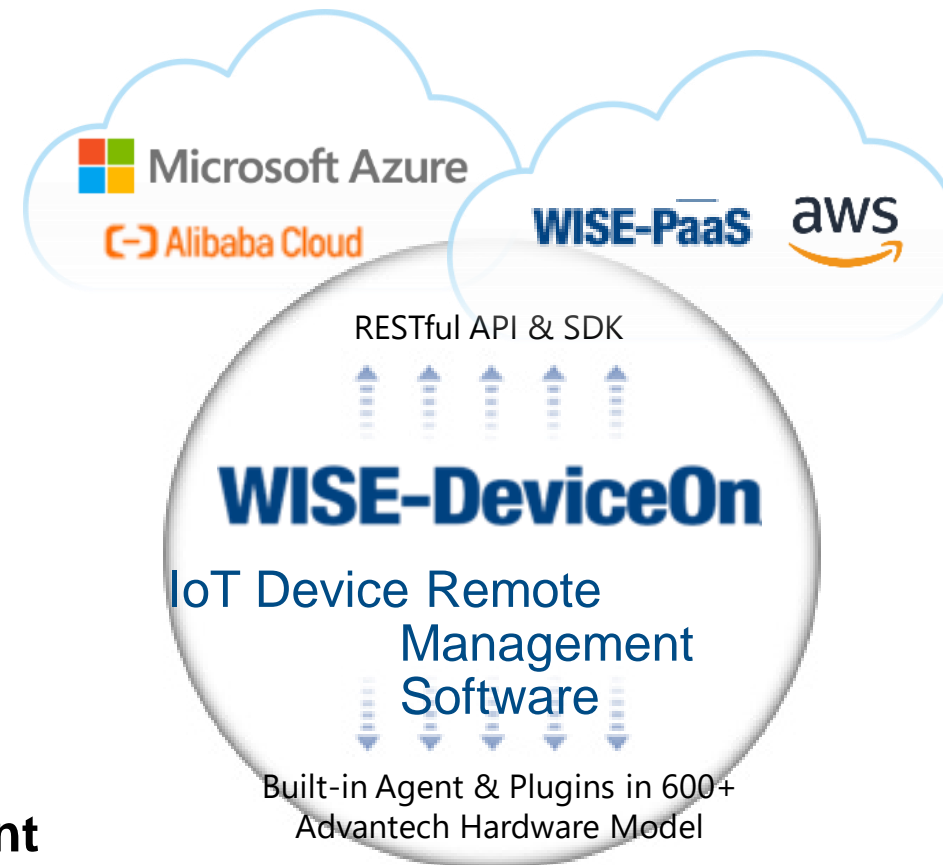 Microsoft Azure
Alibaba Cloud
WISE-PaaS
aws
RESTful API & SDK
WISE-DeviceOn
IoT Device Remote
Management
Software
Built-in Agent & Plugins in 600+
Advantech Hardware Model
nt